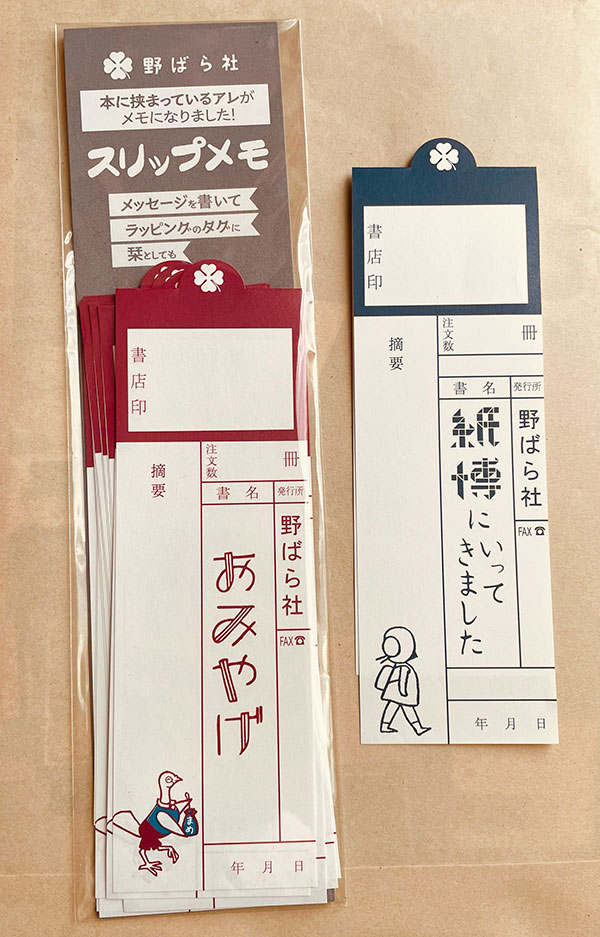 野ばら社
本に挟まっているアレが
メモになりました!
スリップメモ
メッセージを書いて
ラッピングのタグに
栞としても
書店印
摘要
注文数
冊
書名
発行所
野ばら社
FAX☎
おみやげ
まめ
年 月 日
書店印
摘要
注文数
冊
書名
発行所
野ばら社
FAX☎
紙博に
いって
きました
年 月 日